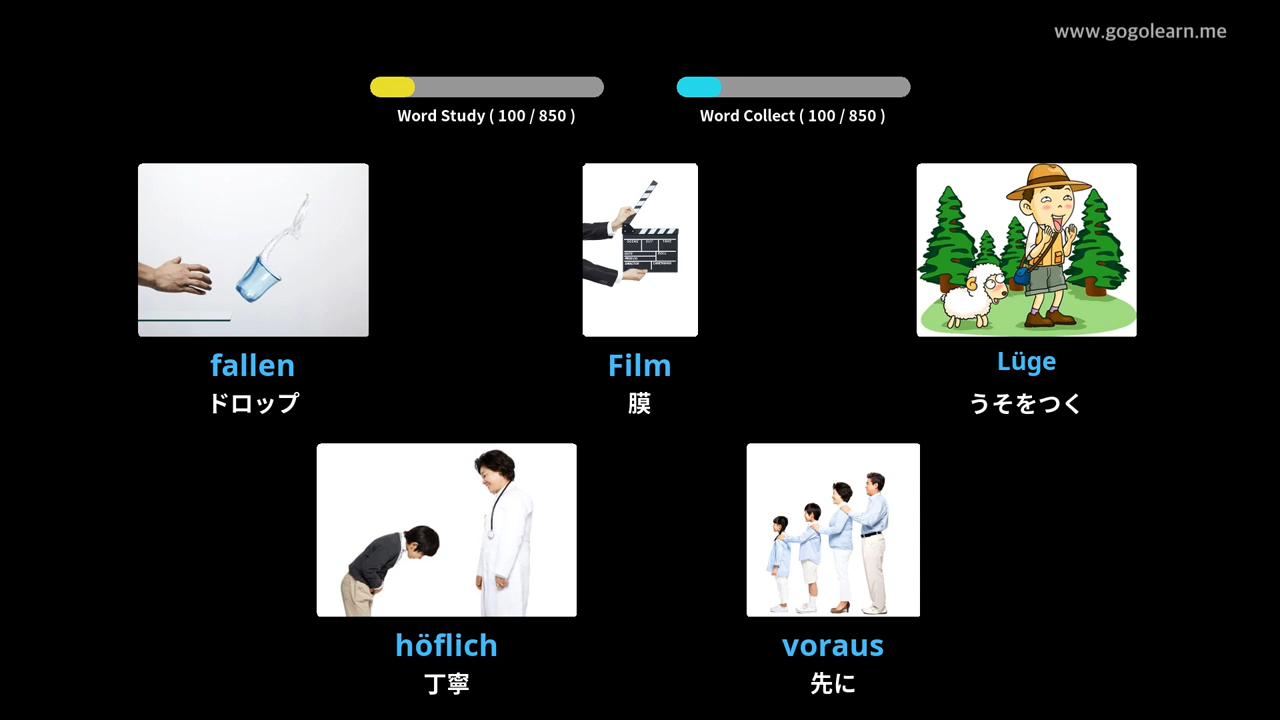 www.gogolearn.me
Word Study ( 100 / 850 )
Word Collect ( 100 / 850 )
fallen
ドロップ
Film
膜
Lüge
うそをつく
höflich
丁寧
voraus
先に